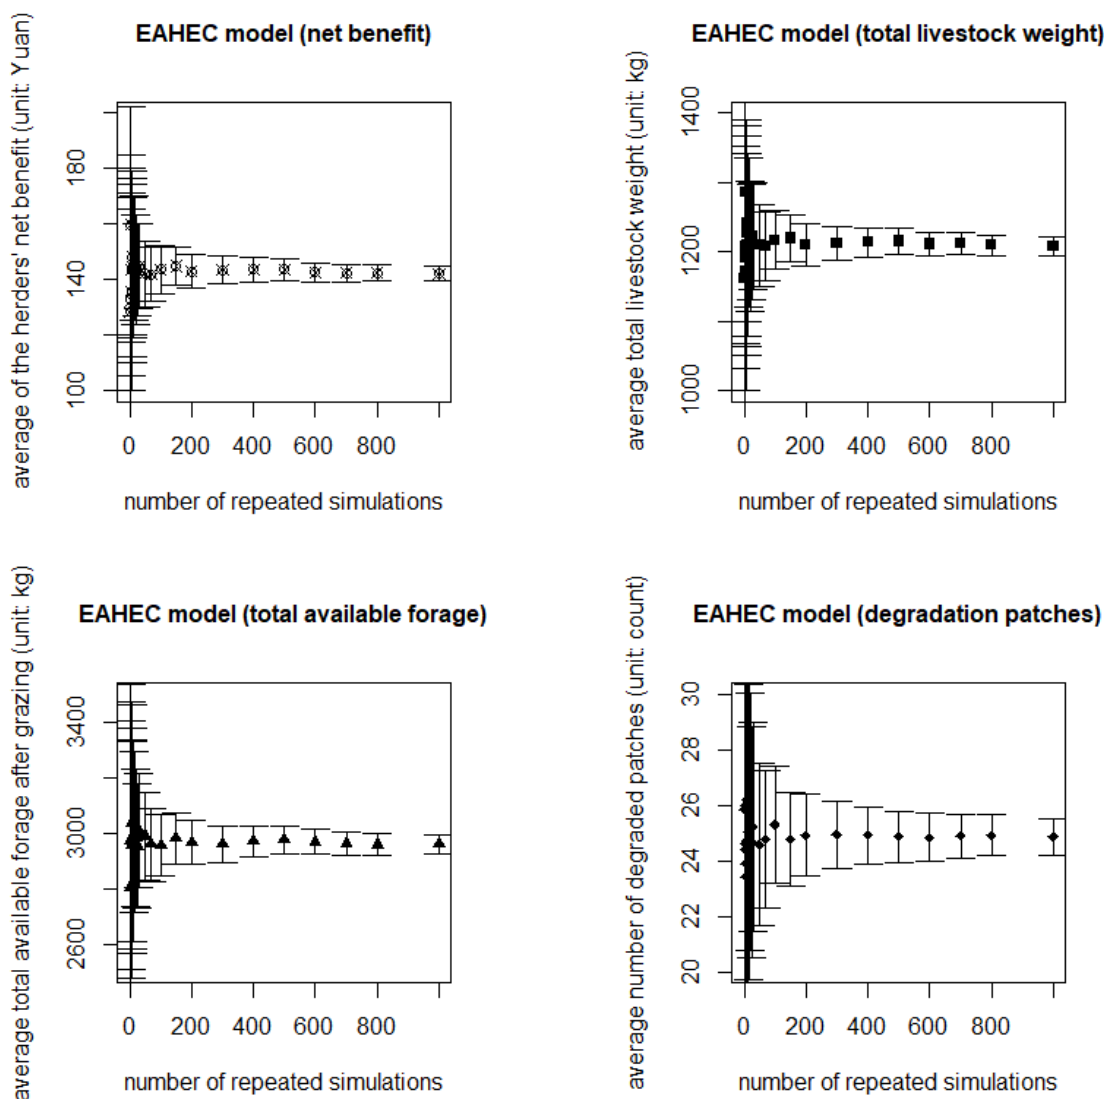 EAHEC model (net benefit)
average of the herders' net benefit (unit: Yuan)
180
140
100
0 200 400 600 800
number of repeated simulations
EAHEC model (total livestock weight)
average total livestock weight (unit: kg)
1400
1200
1000
0 200 400 600 800
number of repeated simulations
EAHEC model (total available forage)
average total available forage after grazing (unit: kg)
3400
3000
2600
0 200 400 600 800
number of repeated simulations
EAHEC model (degradation patches)
average number of degraded patches (unit: count)
30
28
26
24
22
20
0 200 400 600 800
number of repeated simulations